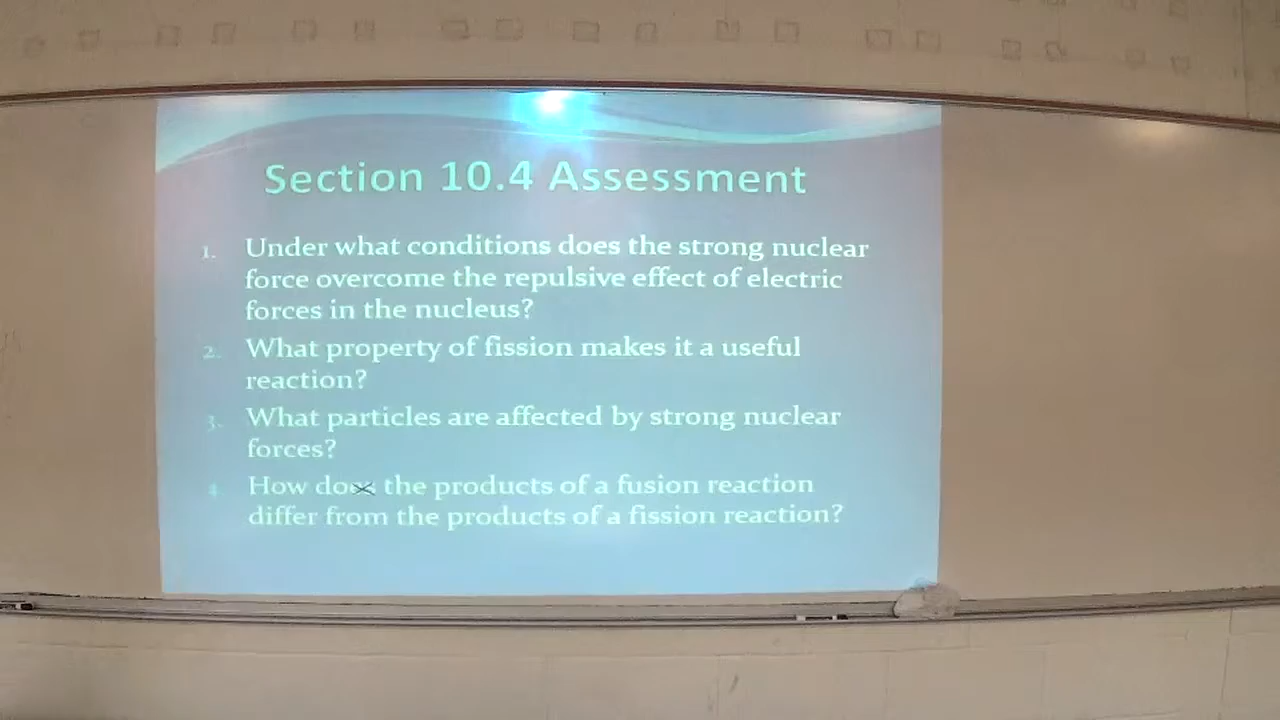 Section 10.4 Assessment
1. Under what conditions does the strong nuclear
force overcome the repulsive effect of electric
forces in the nucleus?
2. What property of fission makes it a useful
reaction?
3. What particles are affected by strong nuclear
forces?
4. How do the products of a fusion reaction
differ from the products of a fission reaction?